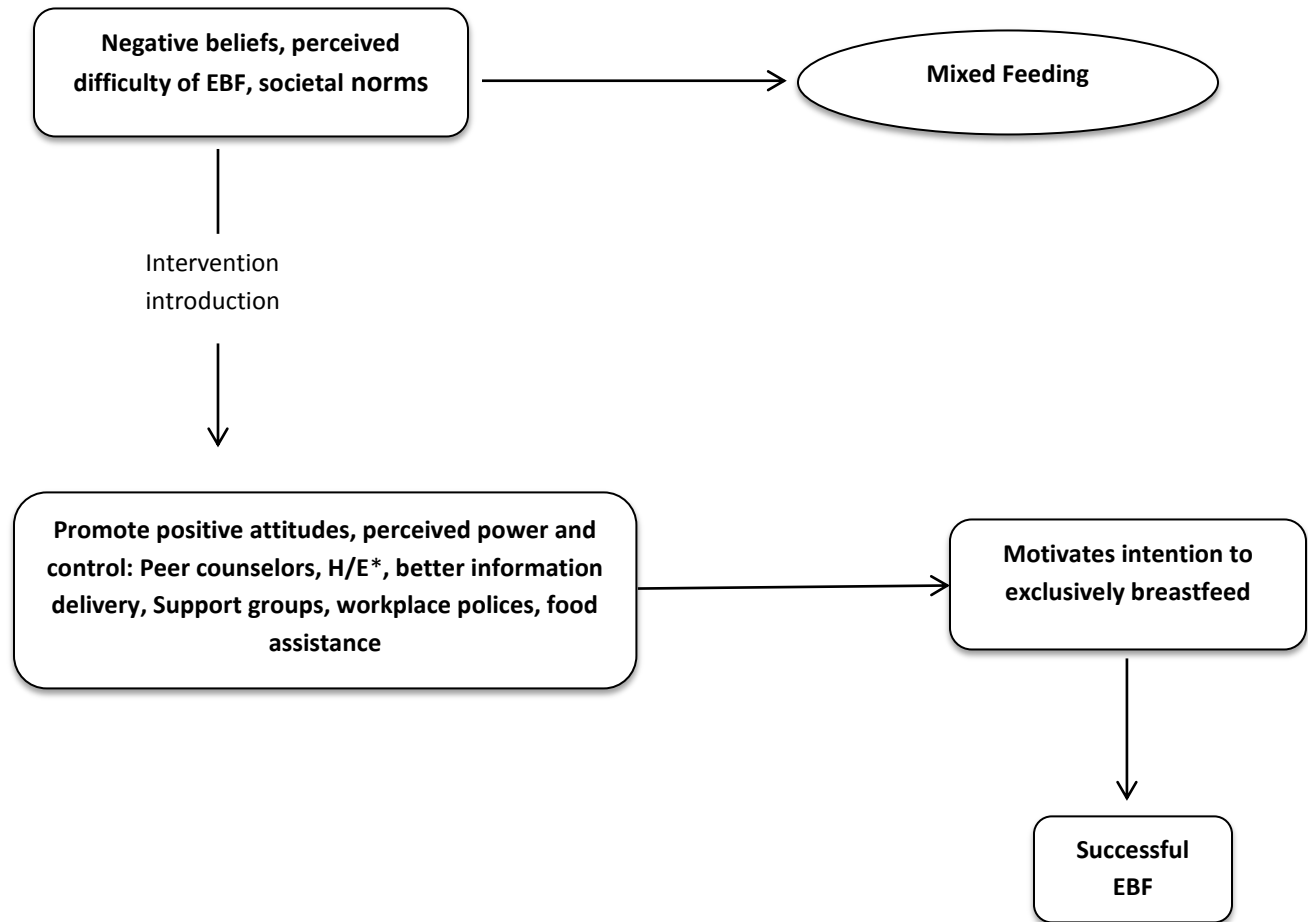 Negative beliefs, perceived
difficulty of EBF, societal norms
Mixed Feeding
Intervention
introduction
Promote positive attitudes, perceived power and
control: Peer counselors, H/E*, better information
delivery, Support groups, workplace polices, food
assistance
Motivates intention to
exclusively breastfeed
Successful
EBF